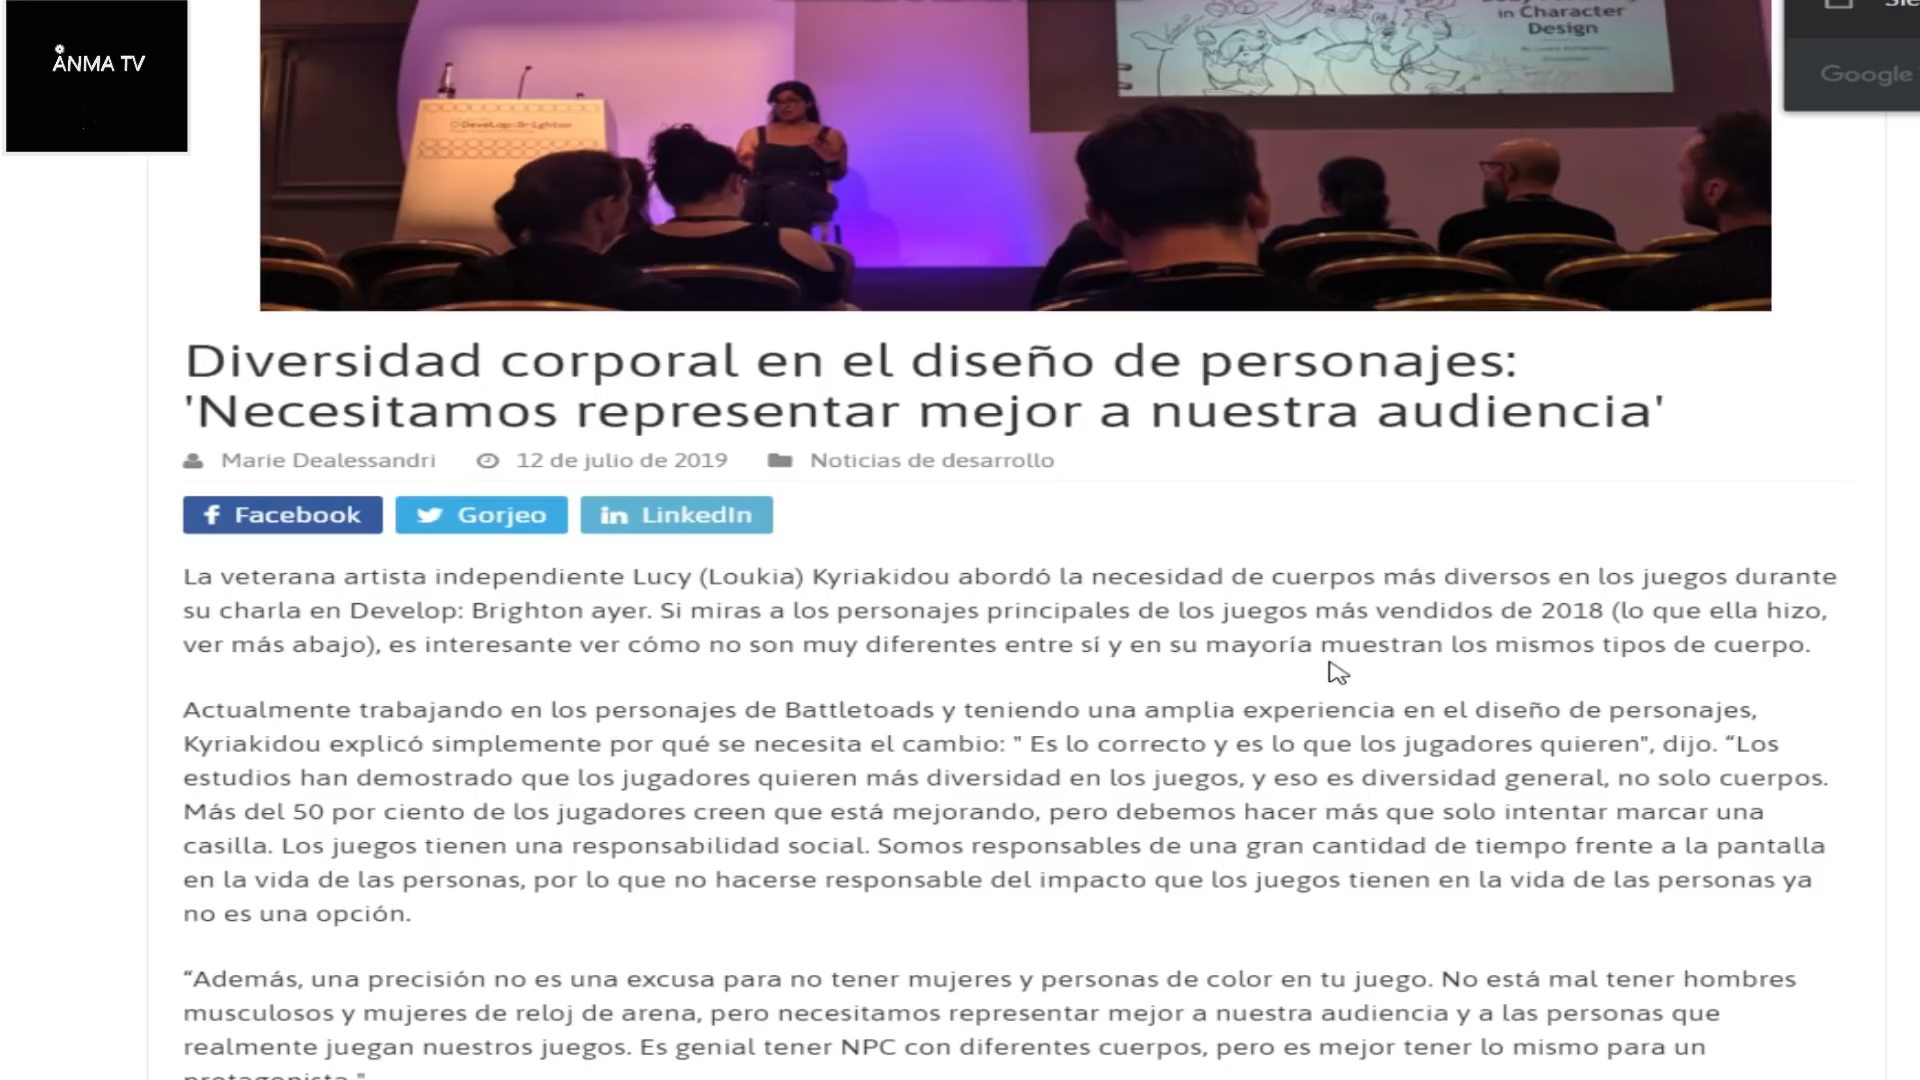 ANMA TV
in Character
Design
Google
Develop:Brighton
Diversidad corporal en el diseño de personajes:
'Necesitamos representar mejor a nuestra audiencia'
Marie Dealessandri 12 de julio de 2019 Noticias de desarrollo
Facebook Gorjeo LinkedIn
La veterana artista independiente Lucy (Loukia) Kyriakidou abordó la necesidad de cuerpos más diversos en los juegos durante
su charla en Develop: Brighton ayer. Si miras a los personajes principales de los juegos más vendidos de 2018 (lo que ella hizo,
ver más abajo), es interesante ver cómo no son muy diferentes entre sí y en su mayoría muestran los mismos tipos de cuerpo.
Actualmente trabajando en los personajes de Battletoads y teniendo una amplia experiencia en el diseño de personajes,
Kyriakidou explicó simplemente por qué se necesita el cambio: " Es lo correcto y es lo que los jugadores quieren", dijo. “Los
estudios han demostrado que los jugadores quieren más diversidad en los juegos, y eso es diversidad general, no solo cuerpos.
Más del 50 por ciento de los jugadores creen que está mejorando, pero debemos hacer más que solo intentar marcar una
casilla. Los juegos tienen una responsabilidad social. Somos responsables de una gran cantidad de tiempo frente a la pantalla
en la vida de las personas, por lo que no hacerse responsable del impacto que los juegos tienen en la vida de las personas ya
no es una opción.
“Además, una precisión no es una excusa para no tener mujeres y personas de color en tu juego. No está mal tener hombres
musculosos y mujeres de reloj de arena, pero necesitamos representar mejor a nuestra audiencia y a las personas que
realmente juegan nuestros juegos. Es genial tener NPC con diferentes cuerpos, pero es mejor tener lo mismo para un
protagonista."